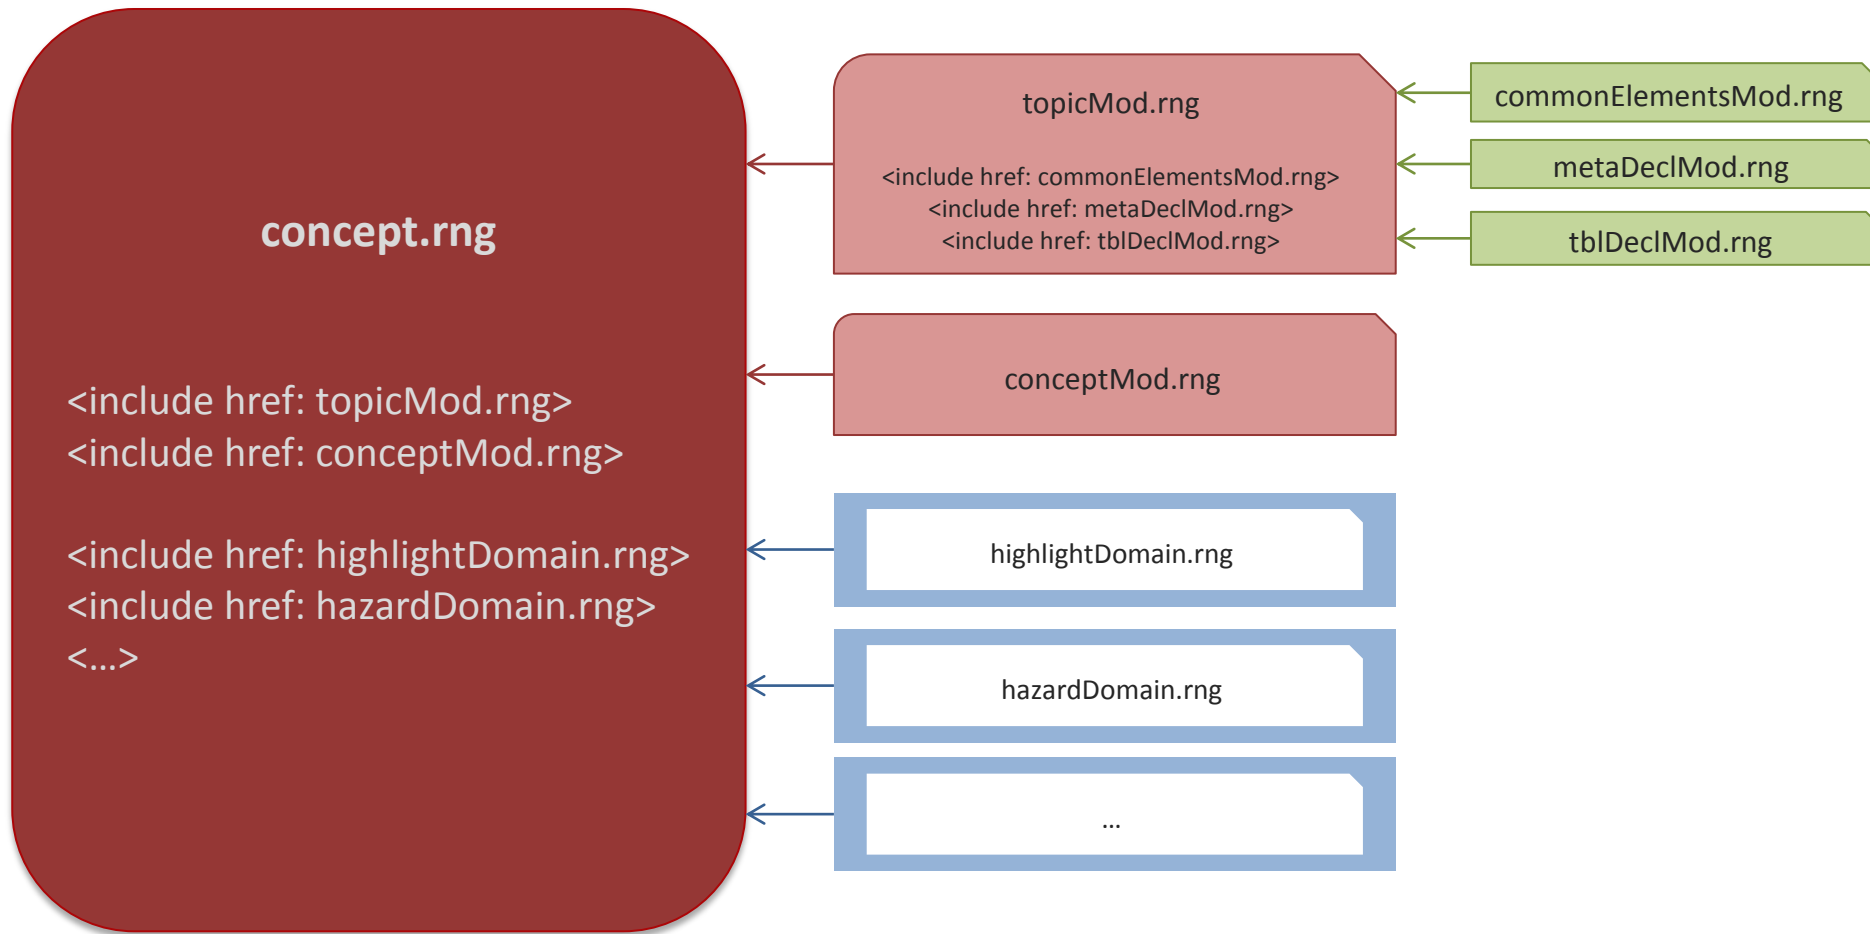 concept.rng
<include href: topicMod.rng>
<include href: conceptMod.rng>
<include href: highlightDomain.rng>
<include href: hazardDomain.rng>
<...>
topicMod.rng
<include href: commonElementsMod.rng>
<include href: metaDeclMod.rng>
<include href: tblDeclMod.rng>
conceptMod.rng
highlightDomain.rng
hazardDomain.rng
...
commonElementsMod.rng
metaDeclMod.rng
tblDeclMod.rng